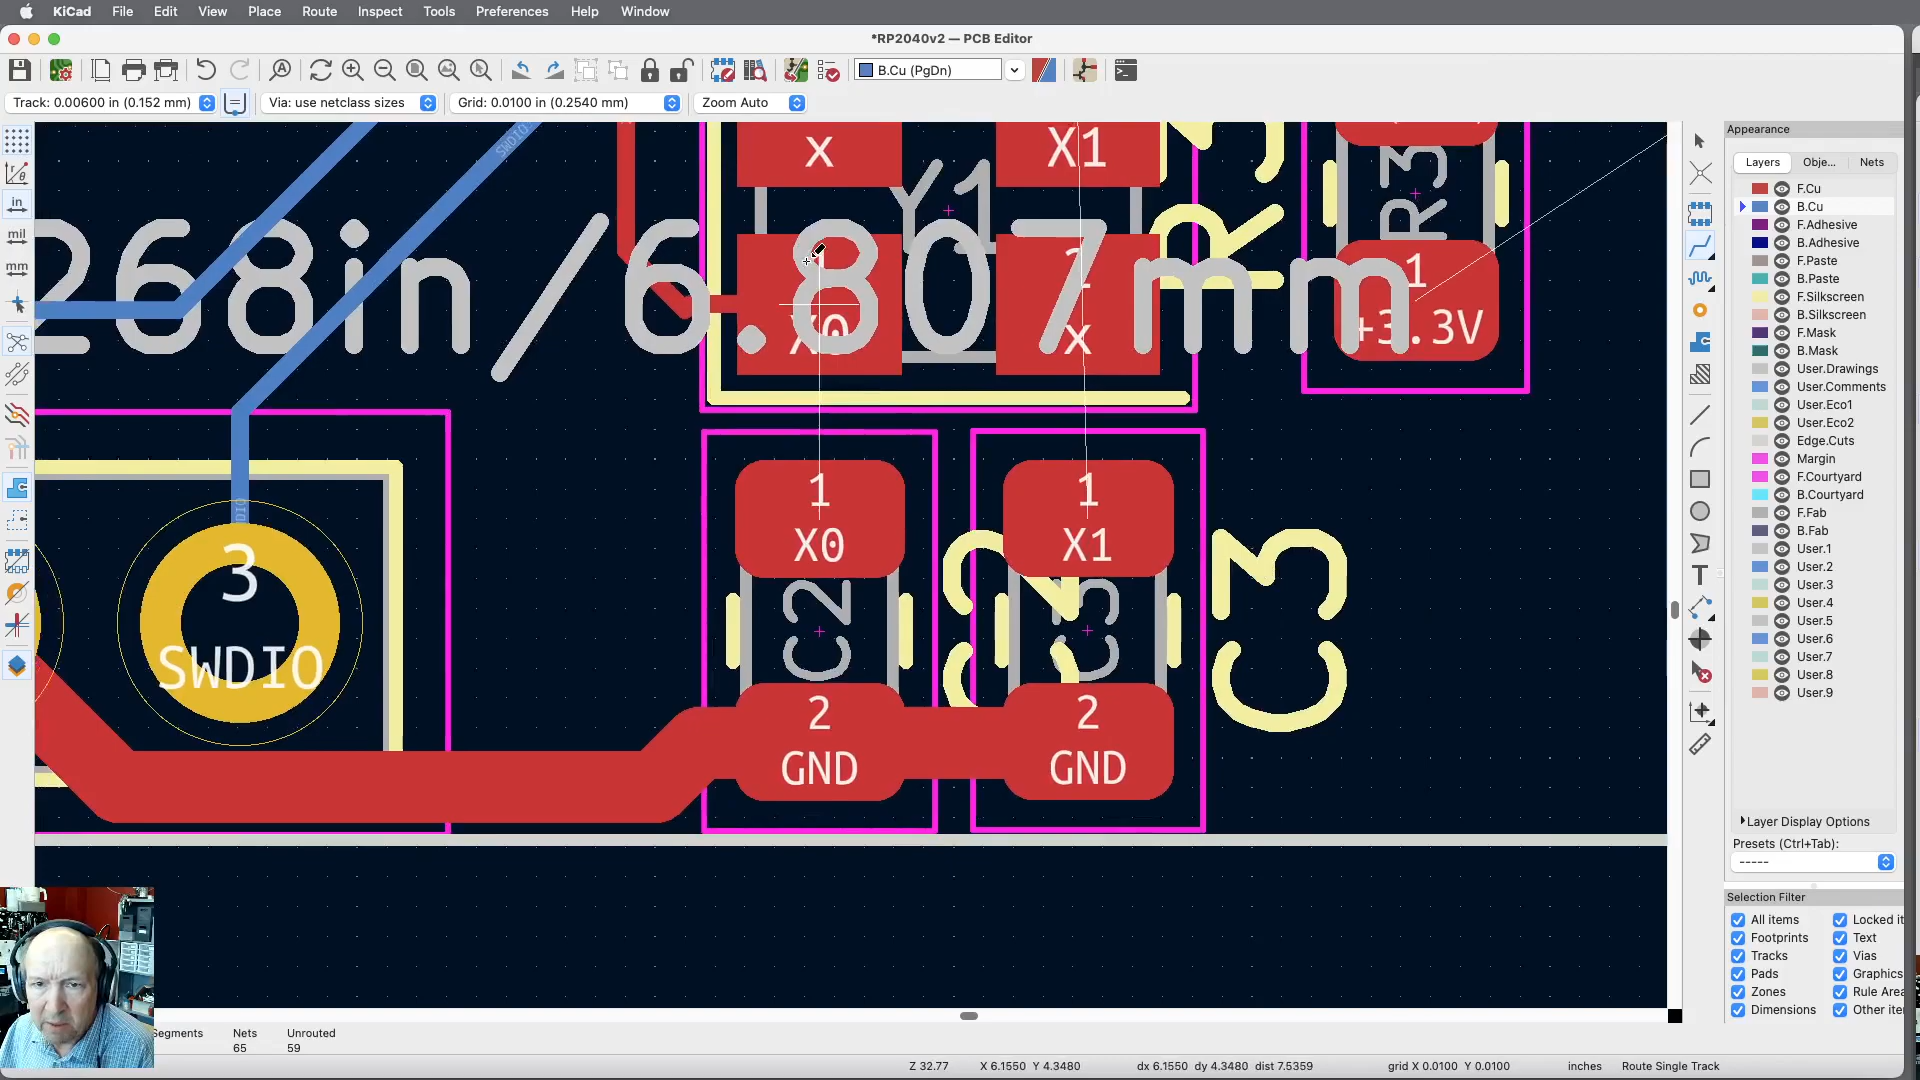 KiCad File Edit View Place Route Inspect Tools Preferences Help Window
*RP2040v2 — PCB Editor
B.Cu (PgDn)
Track: 0.00600 in (0.152 mm)
Via: use netclass sizes
Grid: 0.0100 in (0.2540 mm)
Zoom Auto
in
mil
mm
SWDIO
x
X1
Y1
R3
268in/6.807mm
X0
2
x
1
+3.3V
1
X0
1
X1
C2
C3
C3
2
GND
2
GND
3
SWDIO
Appearance
Layers Obje... Nets
F.Cu
B.Cu
F.Adhesive
B.Adhesive
F.Paste
B.Paste
F.Silkscreen
B.Silkscreen
F.Mask
B.Mask
User.Drawings
User.Comments
User.Eco1
User.Eco2
Edge.Cuts
Margin
F.Courtyard
B.Courtyard
F.Fab
B.Fab
User.1
User.2
User.3
User.4
User.5
User.6
User.7
User.8
User.9
Layer Display Options
Presets (Ctrl+Tab):
-----
Selection Filter
All items Locked it
Footprints Text
Tracks Vias
Pads Graphics
Zones Rule Area
Dimensions Other ite
Segments Nets Unrouted
65 59
Z 32.77 X 6.1550 Y 4.3480 dx 6.1550 dy 4.3480 dist 7.5359 grid X 0.0100 Y 0.0100 inches Route Single Track